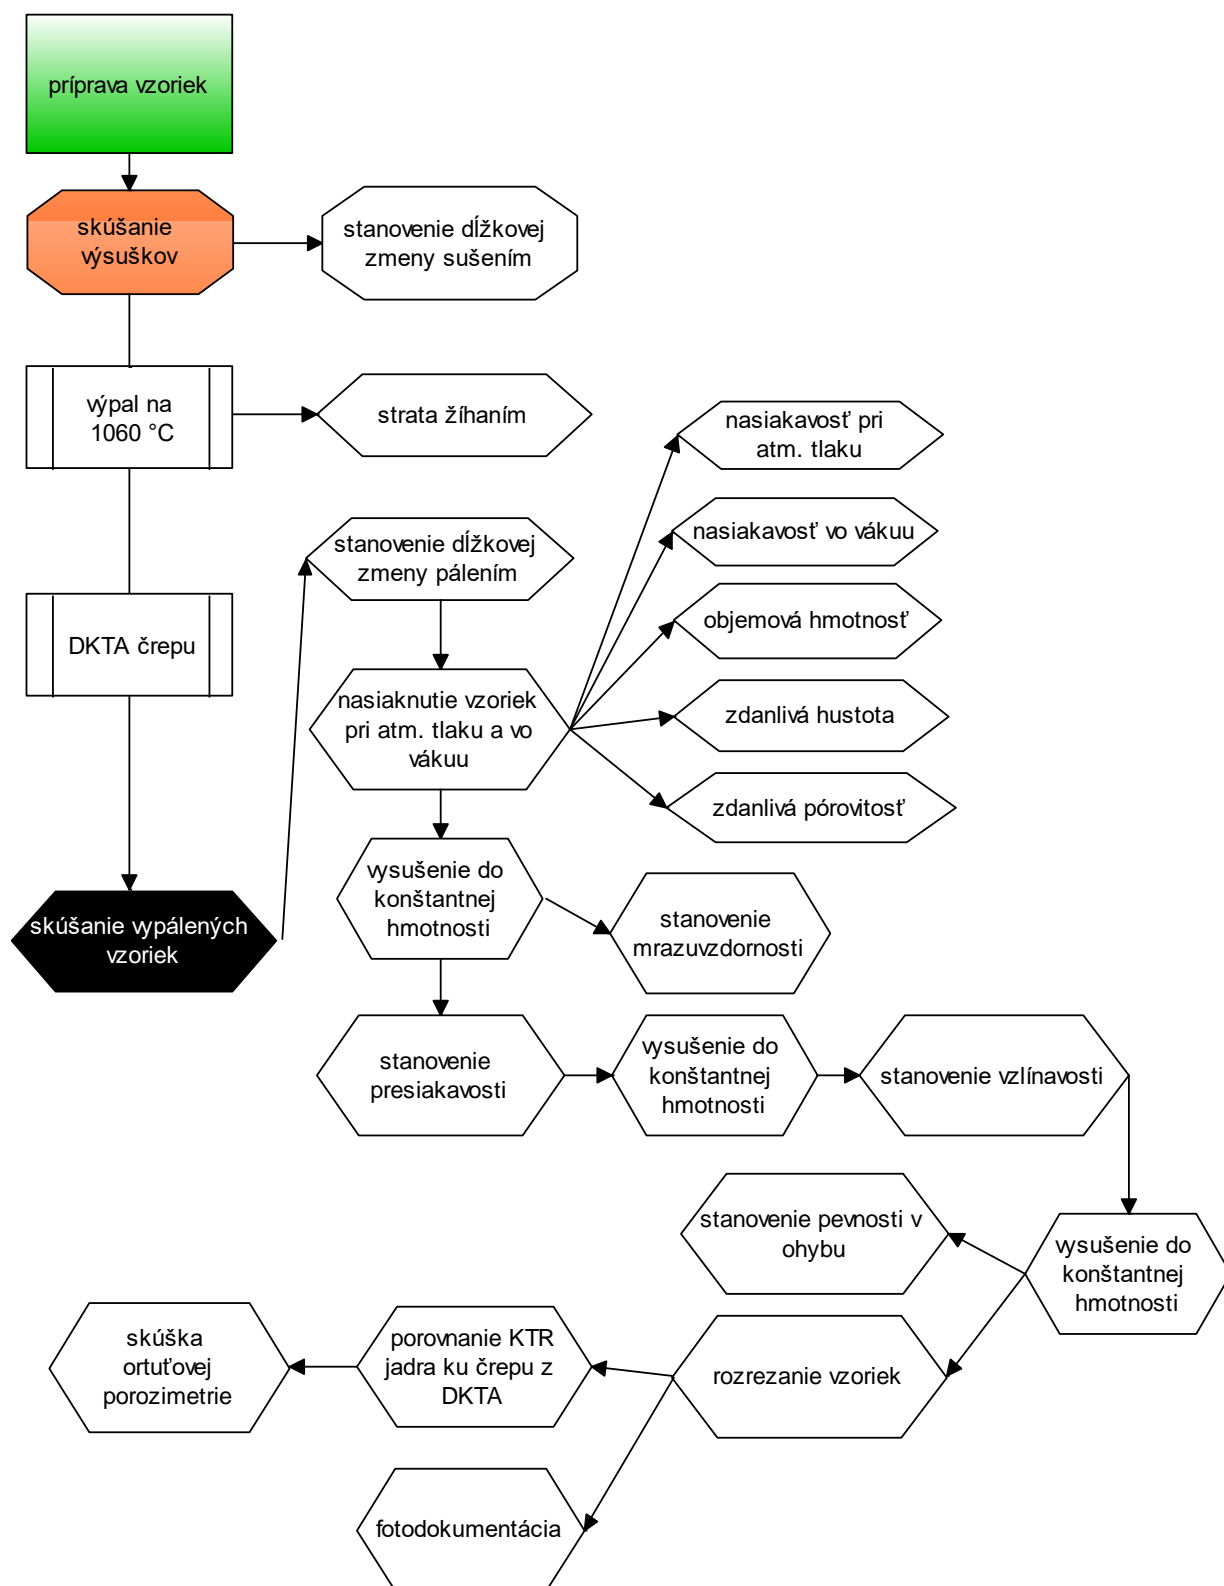 príprava vzoriek
skúšanie
výsuškov
stanovenie dĺžkovej
zmeny sušením
výpal na
1060 °C
strata žíhaním
nasiakavosť pri
atm. tlaku
nasiakavosť vo vákuu
stanovenie dĺžkovej
zmeny pálením
objemová hmotnosť
DKTA črepu
nasiaknutie vzoriek
pri atm. tlaku a vo
vákuu
zdanlivá hustota
zdanlivá pórovitosť
vysušenie do
konštantnej
hmotnosti
skúšanie vypálených
vzoriek
stanovenie
mrazuvzdornosti
stanovenie
presiakavosti
vysušenie do
konštantnej
hmotnosti
stanovenie vzlínavosti
stanovenie pevnosti v
ohybu
vysušenie do
konštantnej
hmotnosti
skúška
ortuťovej
porozimetrie
porovnanie KTR
jadra ku črepu z
DKTA
rozrezanie vzoriek
fotodokumentácia